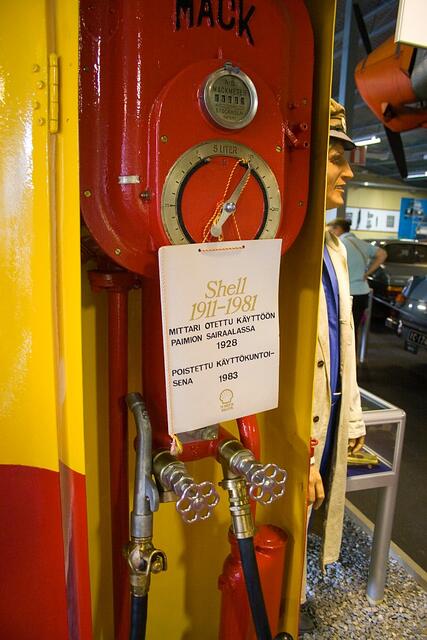 MACK
5 LITER
Shell
1911-1981
MITTARI OTETTU KÄYTTÖÖN
PAIMION SAIRAALASSA
1928
POISTETTU KÄYTTÖKUNTOI-
SENA 1983